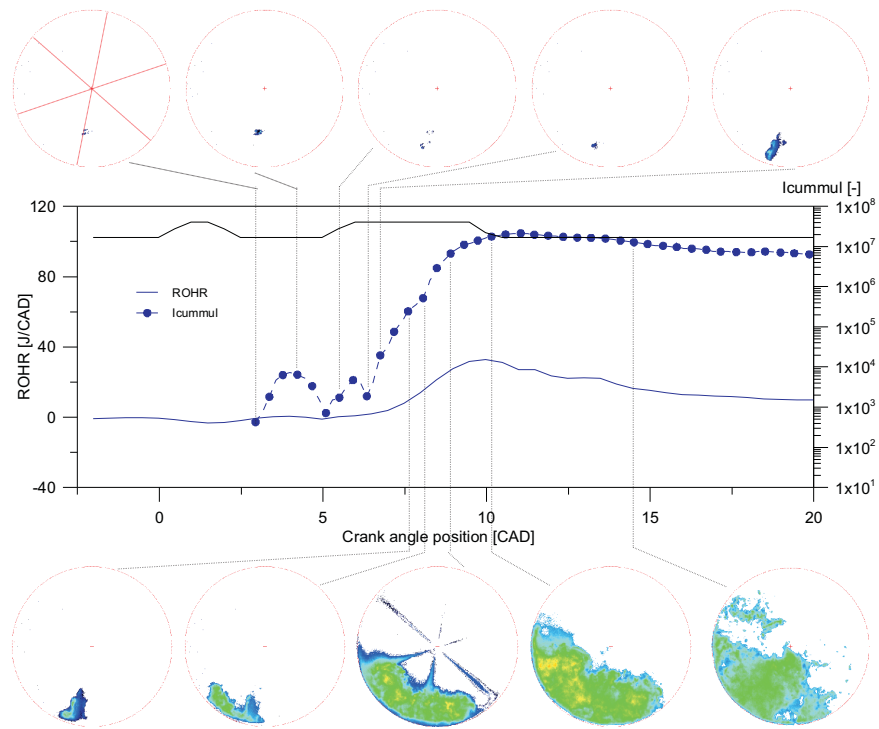 Icummul [-]
120
80
40
0
-40
ROHR [J/CAD]
ROHR
Icummul
1x10⁸
1x10⁷
1x10⁶
1x10⁵
1x10⁴
1x10³
1x10²
1x10¹
0
5
10
15
20
Crank angle position [CAD]